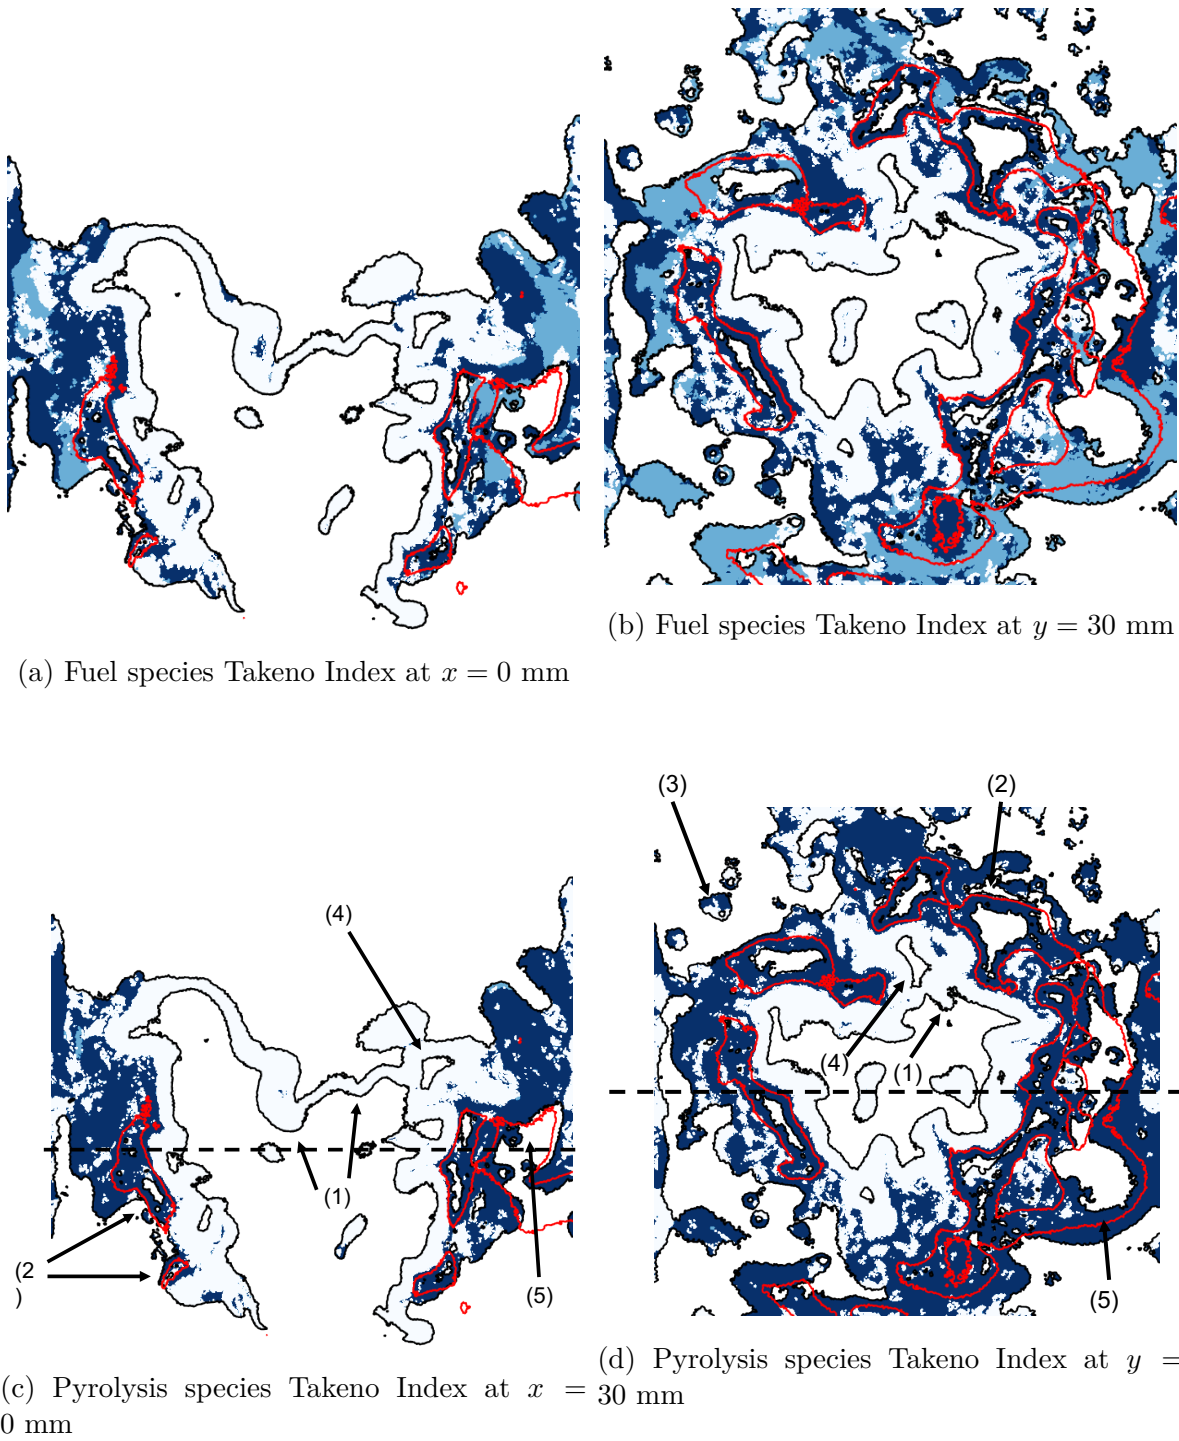 (a) Fuel species Takeno Index at x = 0 mm
(b) Fuel species Takeno Index at y = 30 mm
(4)
(1)
(2
)
(5)
(3)
(2)
(4)
(1)
(5)
(c) Pyrolysis species Takeno Index at x =
0 mm
(d) Pyrolysis species Takeno Index at y =
30 mm